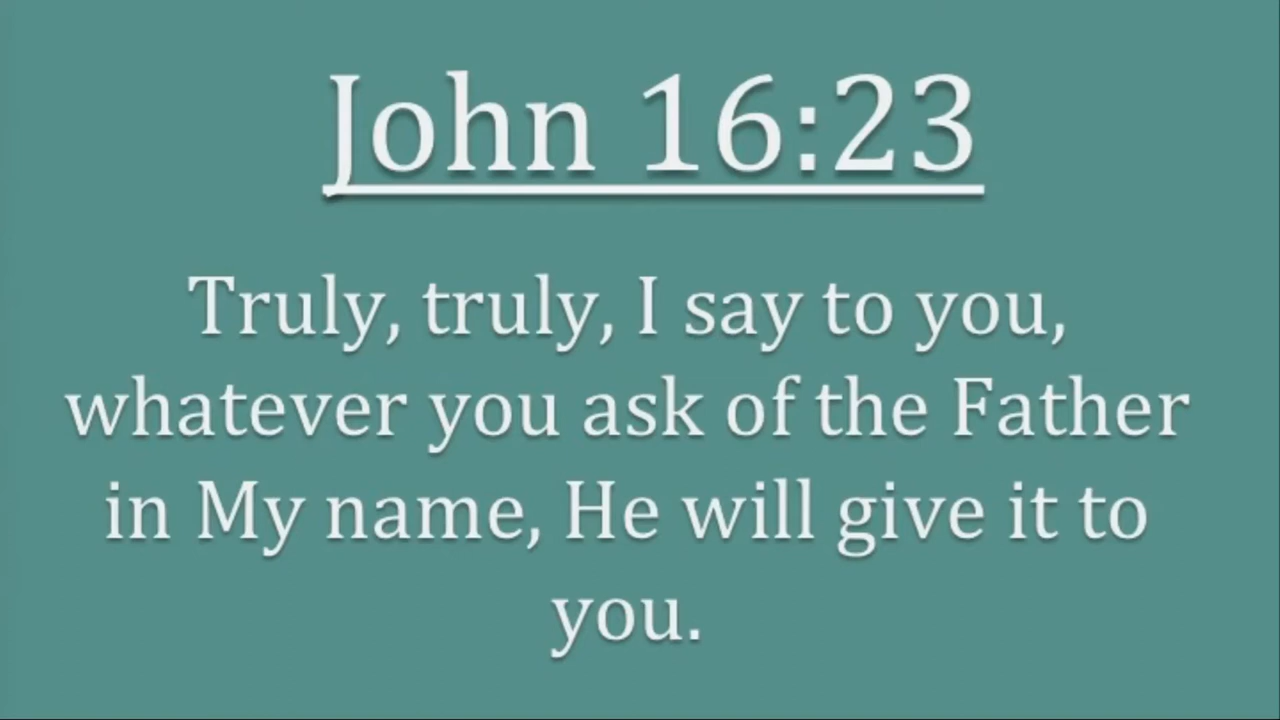 John 16:23
Truly, truly, I say to you,
whatever you ask of the Father
in My name, He will give it to
you.